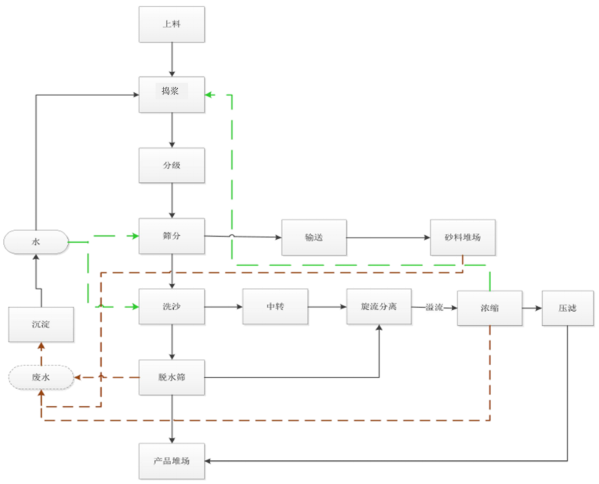 上料
捣浆
分级
水
筛分
输送
砂料堆场
沉淀
洗沙
中转
旋流分离
溢流
浓缩
压滤
废水
脱水筛
产品堆场